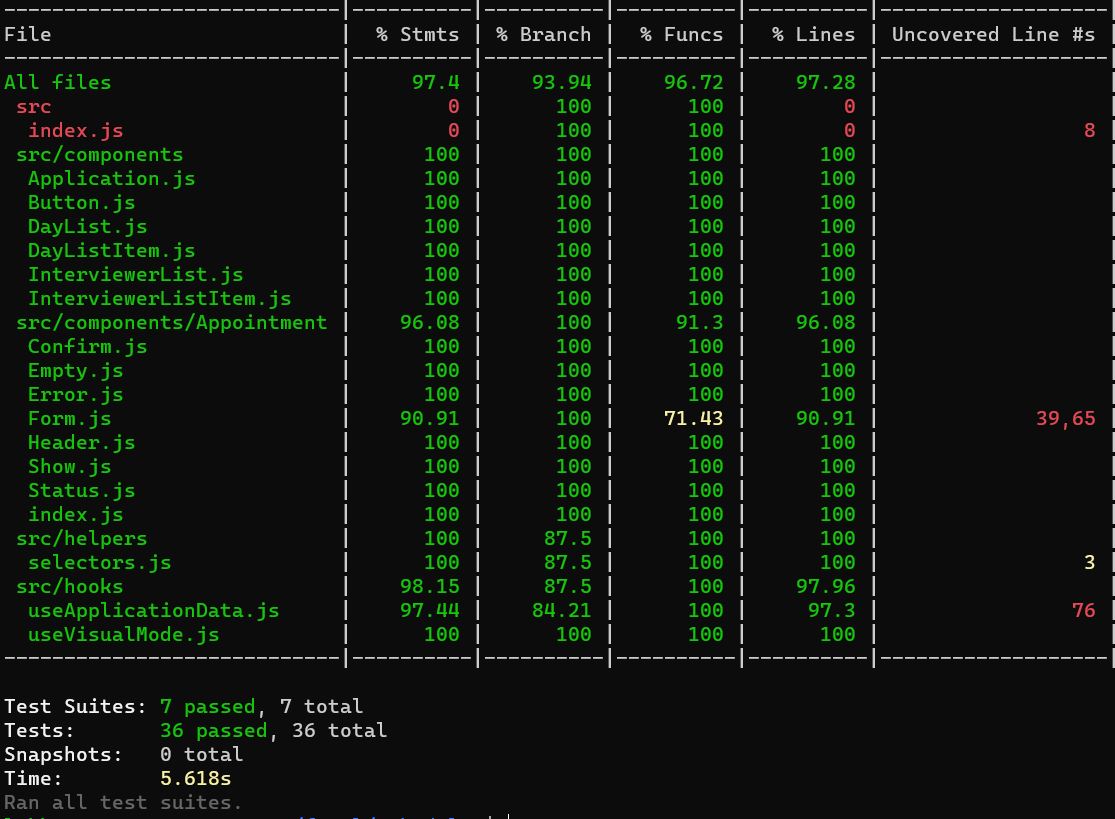 File | % Stmts | % Branch | % Funcs | % Lines | Uncovered Line #s
All files | 97.4 | 93.94 | 96.72 | 97.28 |
src | 0 | 100 | 100 | 0 |
index.js | 0 | 100 | 100 | 0 | 8
src/components | 100 | 100 | 100 | 100 |
Application.js | 100 | 100 | 100 | 100 |
Button.js | 100 | 100 | 100 | 100 |
DayList.js | 100 | 100 | 100 | 100 |
DayListItem.js | 100 | 100 | 100 | 100 |
InterviewerList.js | 100 | 100 | 100 | 100 |
InterviewerListItem.js | 100 | 100 | 100 | 100 |
src/components/Appointment | 96.08 | 100 | 91.3 | 96.08 |
Confirm.js | 100 | 100 | 100 | 100 |
Empty.js | 100 | 100 | 100 | 100 |
Error.js | 100 | 100 | 100 | 100 |
Form.js | 90.91 | 100 | 71.43 | 90.91 | 39,65
Header.js | 100 | 100 | 100 | 100 |
Show.js | 100 | 100 | 100 | 100 |
Status.js | 100 | 100 | 100 | 100 |
index.js | 100 | 100 | 100 | 100 |
src/helpers | 100 | 87.5 | 100 | 100 |
selectors.js | 100 | 87.5 | 100 | 100 | 3
src/hooks | 98.15 | 87.5 | 100 | 97.96 |
useApplicationData.js | 97.44 | 84.21 | 100 | 97.3 | 76
useVisualMode.js | 100 | 100 | 100 | 100 |
Test Suites: 7 passed, 7 total
Tests: 36 passed, 36 total
Snapshots: 0 total
Time: 5.618s
Ran all test suites.